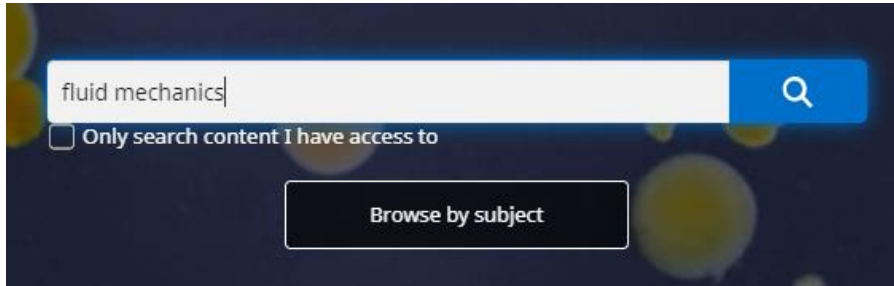 fluid mechanics
Only search content I have access to
Browse by subject